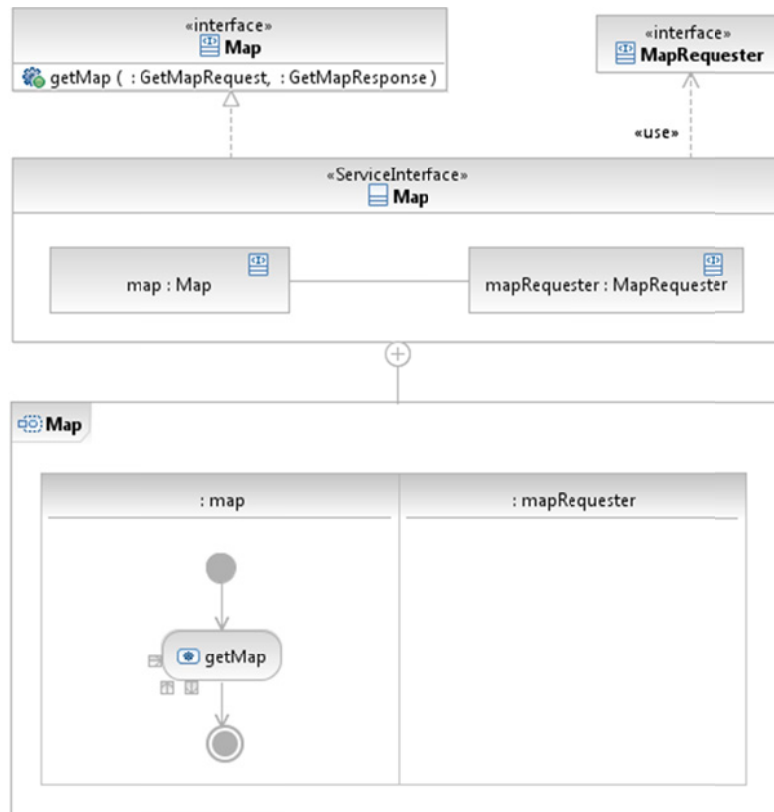 «interface»
Map
getMap ( : GetMapRequest, : GetMapResponse )
«interface»
MapRequester
«use»
«ServiceInterface»
Map
map : Map
mapRequester : MapRequester
Map
: map
: mapRequester
getMap